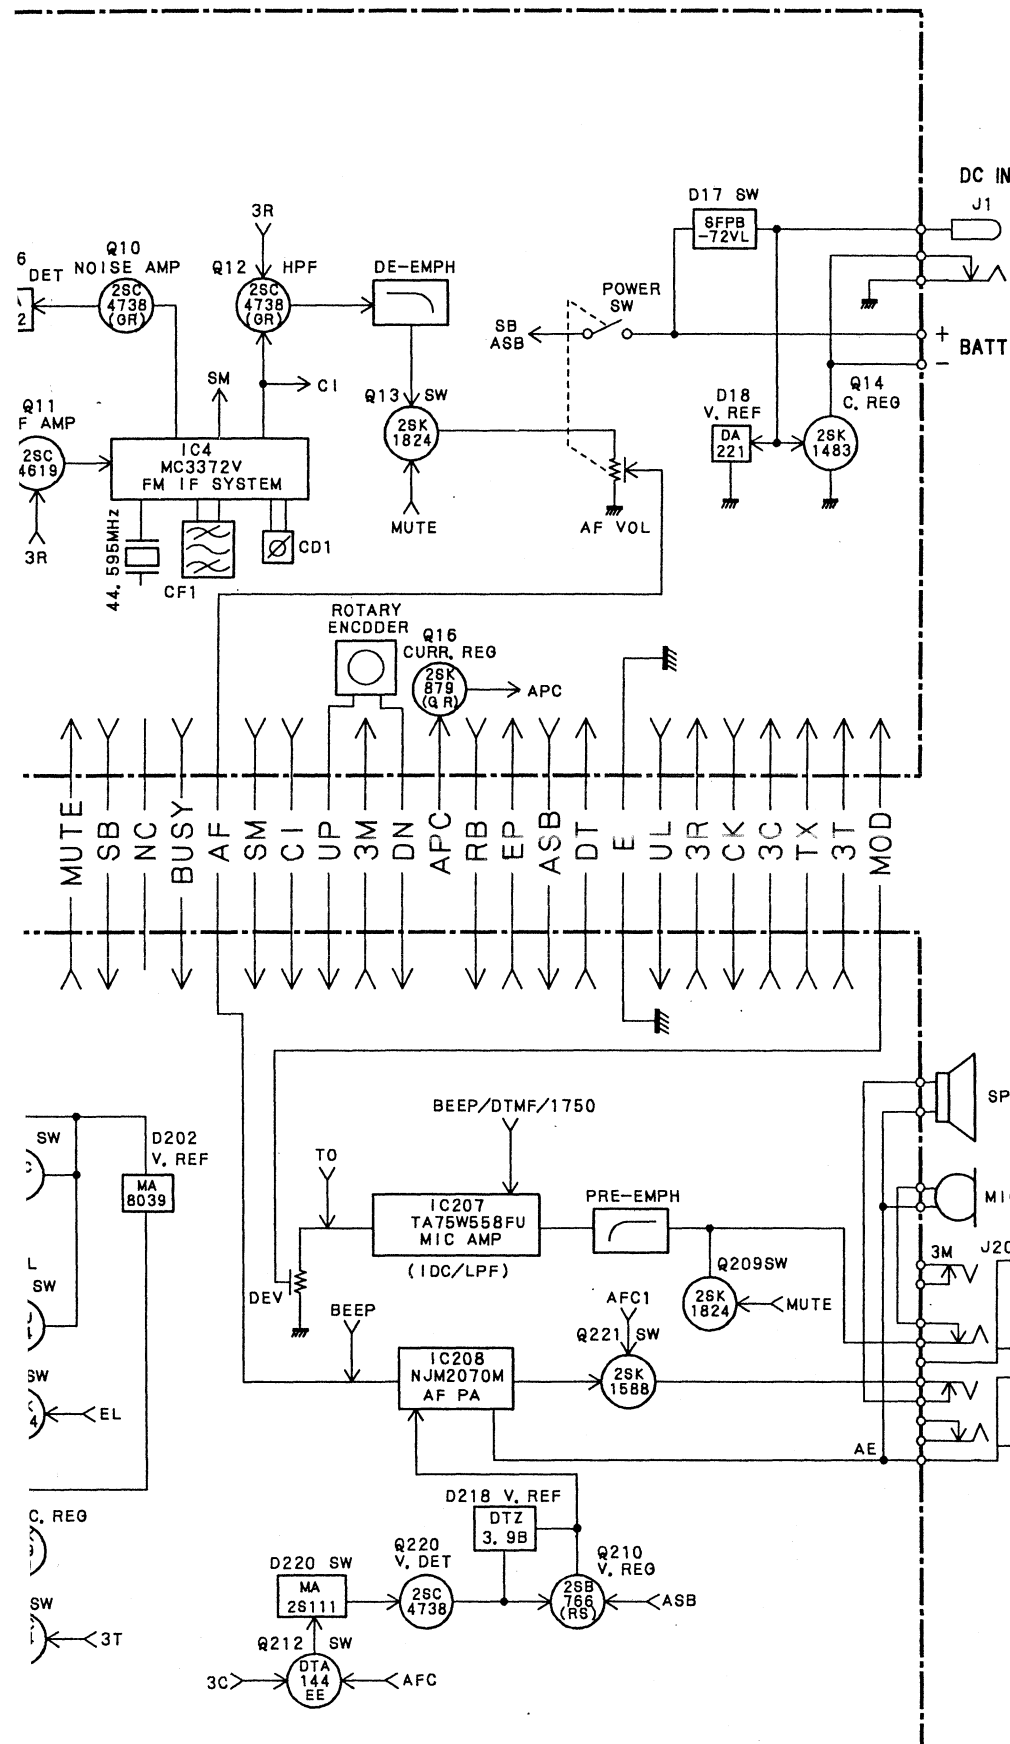 DC IN
J1
D17 SW
SFPB
-72VL
3R
Q10
NOISE AMP
6
DET
2SC
4738
(GR)
2
Q12
HPF
2SC
4738
(GR)
DE-EMPH
POWER
SW
SB
ASB
+
BATT
−
SM
CI
Q13
SW
2SK
1824
Q11
F AMP
2SC
4619
D18
V. REF
DA
221
Q14
C. REG
2SK
1483
IC4
MC3372V
FM IF SYSTEM
MUTE
AF VOL
3R
44. 595MHz
CF1
CD1
ROTARY
ENCDDER
Q16
CURR. REG
2SK
879
(G R)
APC
MUTE
SB
NC
BUSY
AF
SM
CI
UP
3M
DN
APC
RB
EP
ASB
DT
E
UL
3R
CK
3C
TX
3T
MOD
SP
BEEP/DTMF/1750
SW
C
D202
V. REF
MA
8039
TO
IC207
TA75W558FU
MIC AMP
(IDC/LPF)
PRE-EMPH
MI
3M
J20
L
SW
DEV
Q209SW
2SK
1824
MUTE
BEEP
AFC1
Q221
SW
2SK
1588
IC208
NJM2070M
AF PA
SW
4
EL
AE
C. REG
D218 V. REF
DTZ
3. 9B
Q220
V. DET
2SC
4738
Q210
V. REG
2SB
766
(RS)
ASB
D220 SW
MA
2S111
SW
3T
Q212
SW
DTA
144
EE
3C
AFC